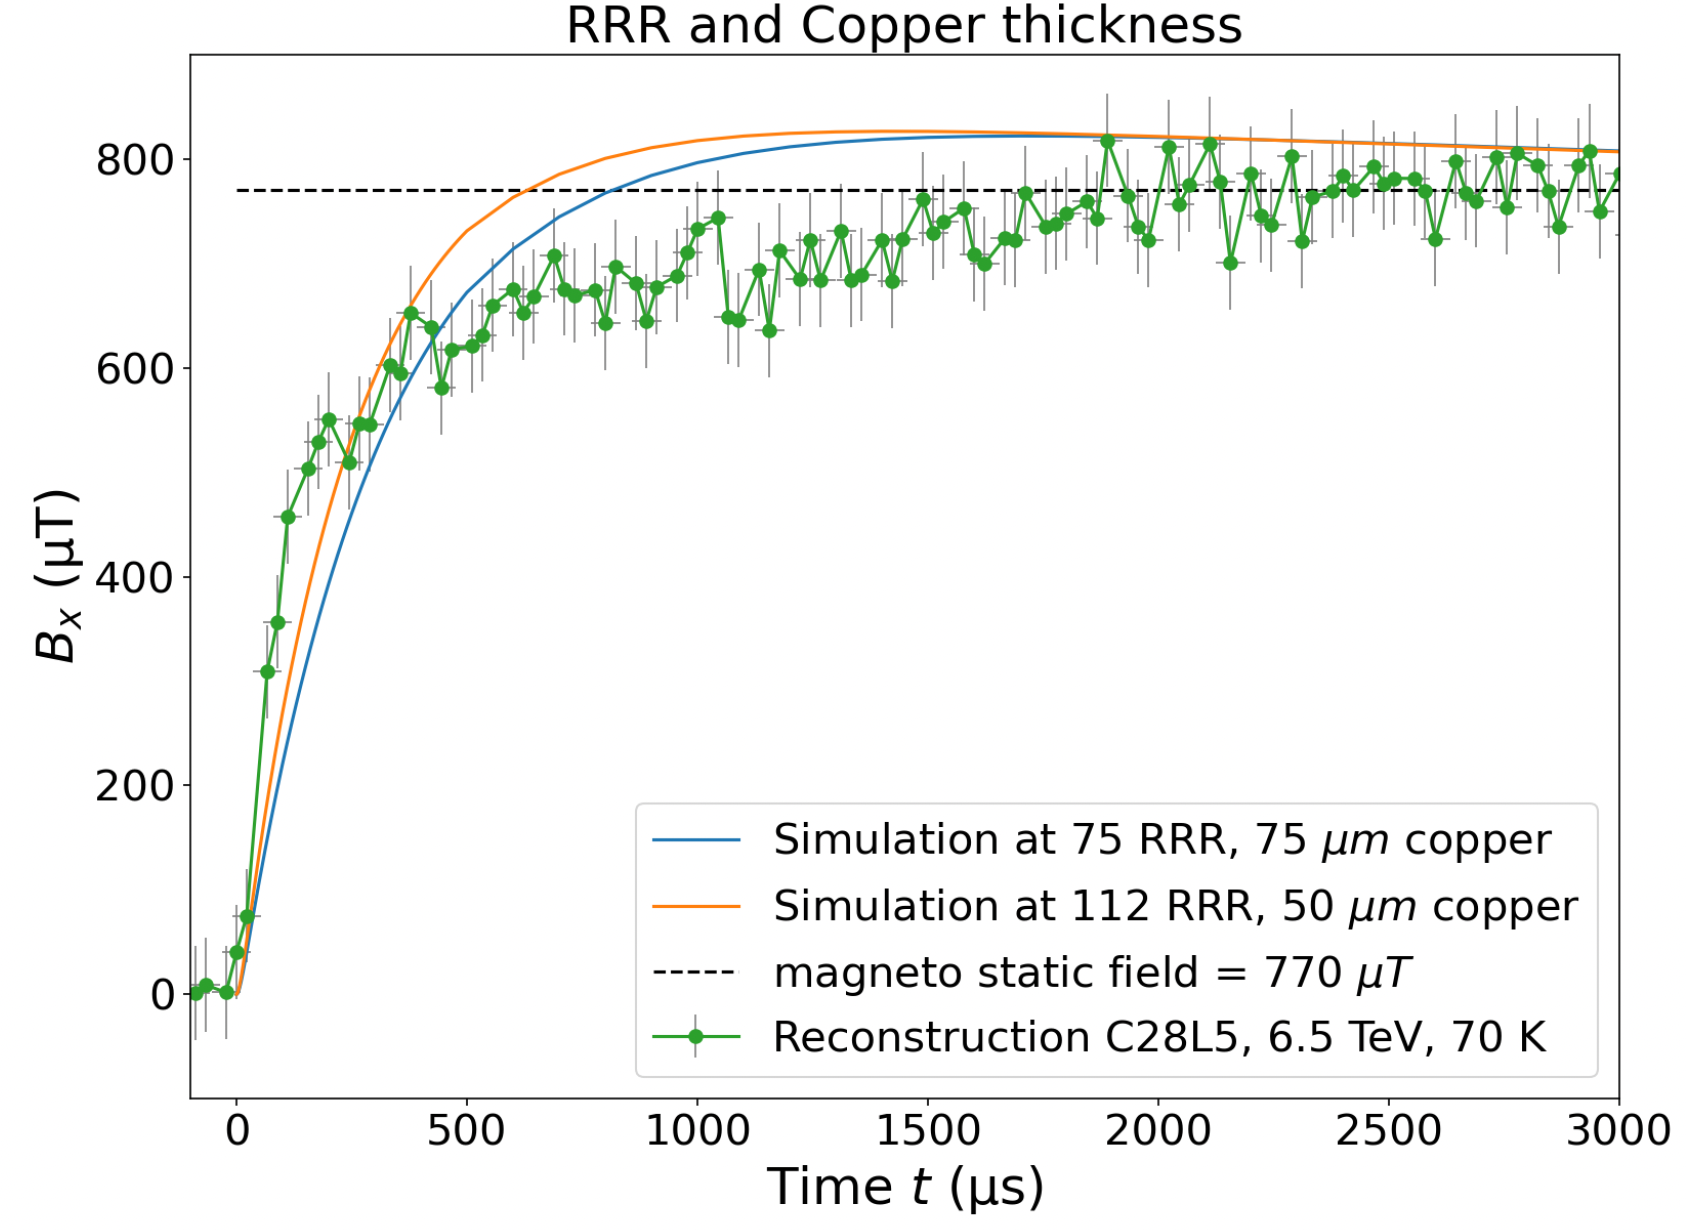 RRR and Copper thickness
800
600
400
200
0
B_x (μT)
Simulation at 75 RRR, 75 μm copper
Simulation at 112 RRR, 50 μm copper
magneto static field = 770 μT
Reconstruction C28L5, 6.5 TeV, 70 K
0 500 1000 1500 2000 2500 3000
Time t (μs)